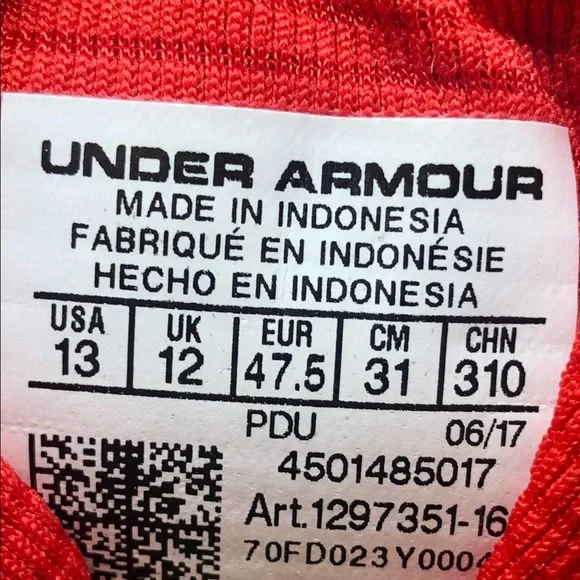 UNDER ARMOUR
MADE IN INDONESIA
FABRIQUÉ EN INDONÉSIE
HECHO EN INDONESIA
USA UK EUR CM CHN
13 12 47.5 31 310
PDU 06/17
4501485017
Art.1297351-16